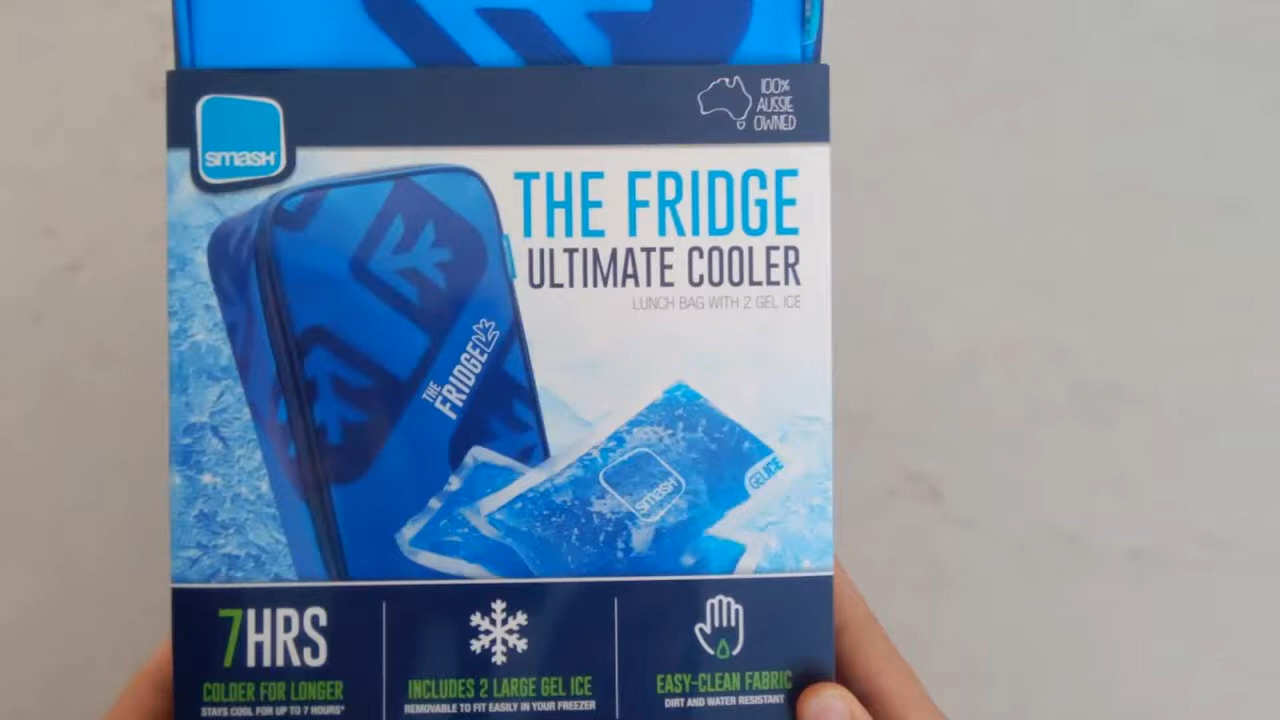 100%
AUSSIE
OWNED
smash
THE FRIDGE
ULTIMATE COOLER
LUNCH BAG WITH 2 GEL ICE
THE
FRIDGE
smash
GELICE
7HRS
COLDER FOR LONGER
STAYS COOL FOR UP TO 7 HOURS*
INCLUDES 2 LARGE GEL ICE
REMOVABLE TO FIT EASILY IN YOUR FREEZER
EASY-CLEAN FABRIC
DIRT AND WATER RESISTANT